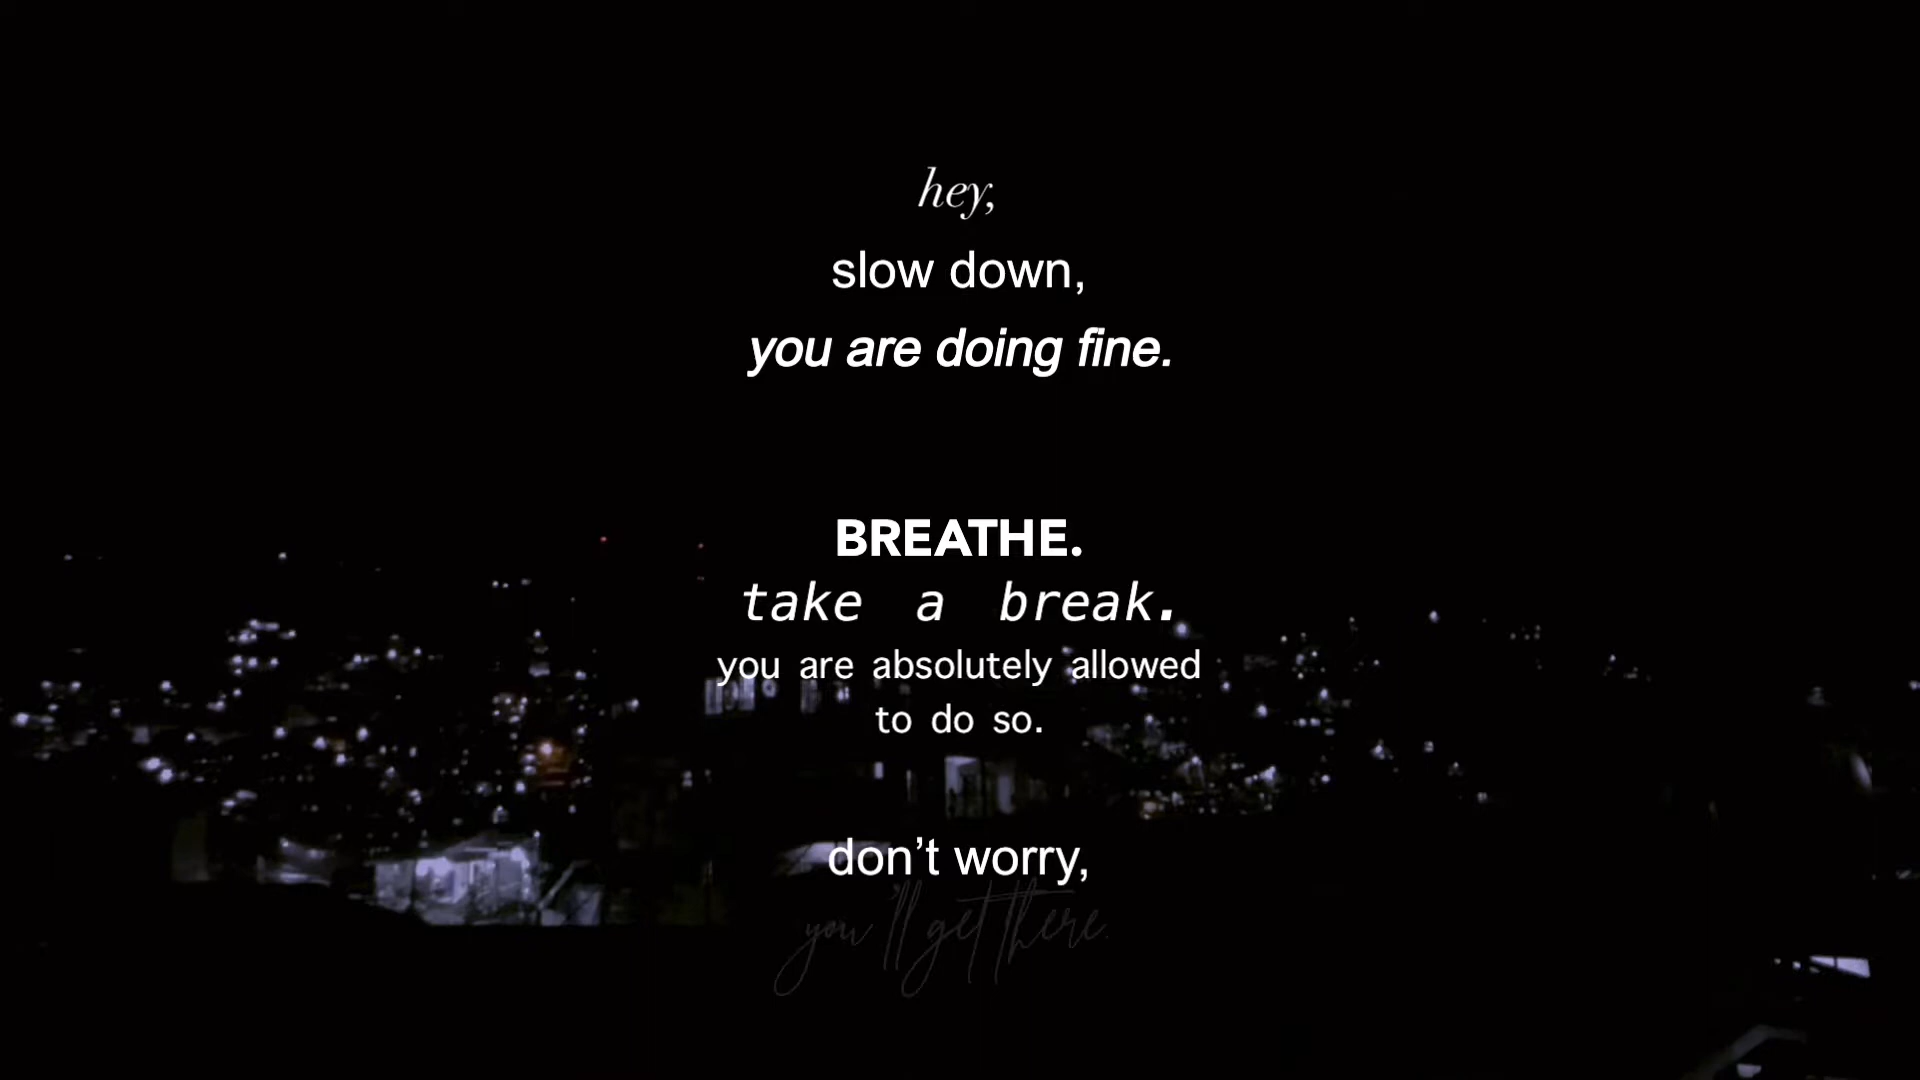 hey,
slow down,
you are doing fine.
BREATHE.
take a break.
you are absolutely allowed
to do so.
don’t worry,
you'll get there.